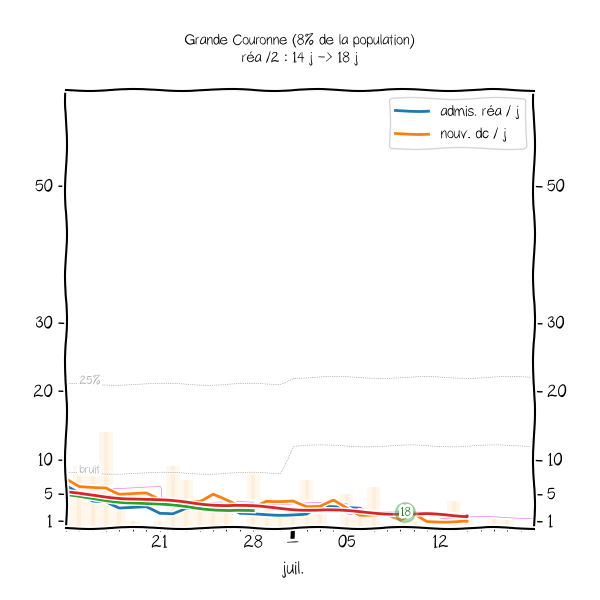 Grande Couronne (8% de la population)
réa /2 : 14 j -> 18 j
admis. réa / j
nouv. dc / j
50 50
30 30
25%
20 20
bruit
10 10
5 5
18
1 1
21 28 05 12
juil.